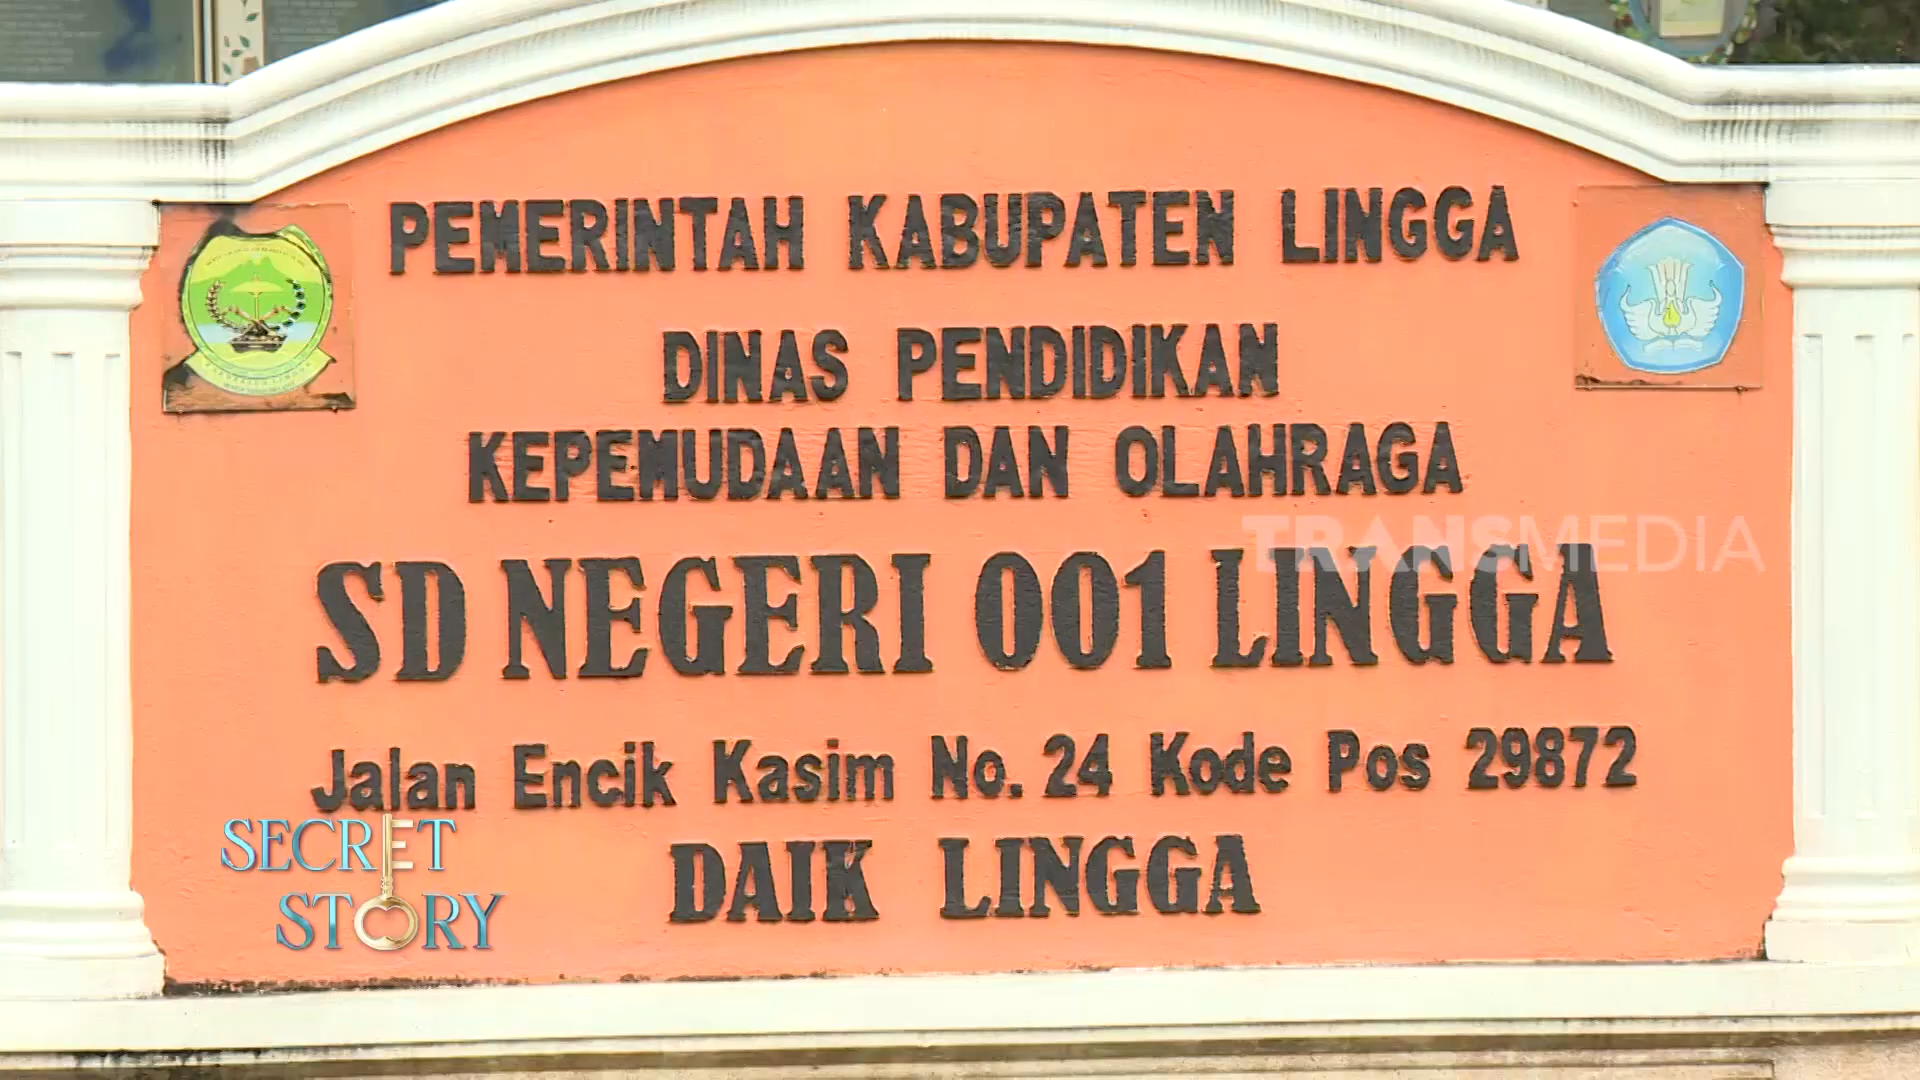 PEMERINTAH KABUPATEN LINGGA
DINAS PENDIDIKAN
KEPEMUDAAN DAN OLAHRAGA
TRANSMEDIA
SD NEGERI 001 LINGGA
Jalan Encik Kasim No. 24 Kode Pos 29872
DAIK LINGGA
SECRET
STORY